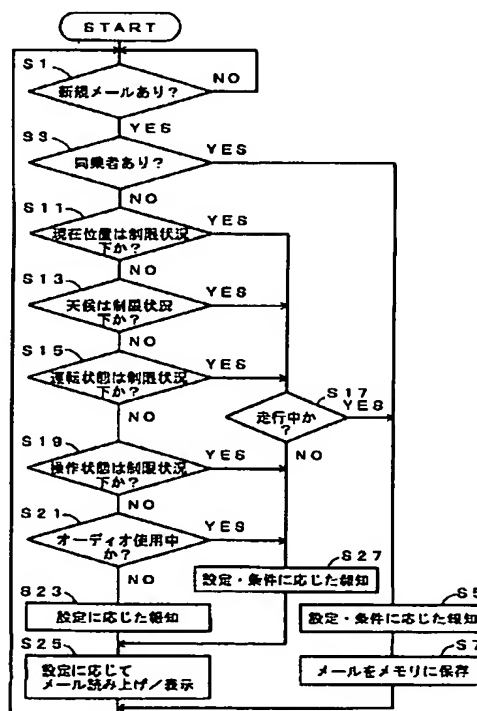 START
S1
新規メールあり?
NO
YES
S3
同乗者あり?
YES
NO
S11
現在位置は制限状況
下か?
YES
NO
S13
天候は制限状況
下か?
YES
NO
S15
運転状態は制限状況
下か?
YES
NO
S17
走行中か
?
YES
NO
S19
操作状態は制限状況
下か?
YES
NO
S21
オーディオ使用中
か?
YES
NO
S27
設定・条件に応じた報知
S23
設定に応じた報知
S5
設定・条件に応じた報知
S25
設定に応じて
メール読み上げ/表示
S7
メールをメモリに保存